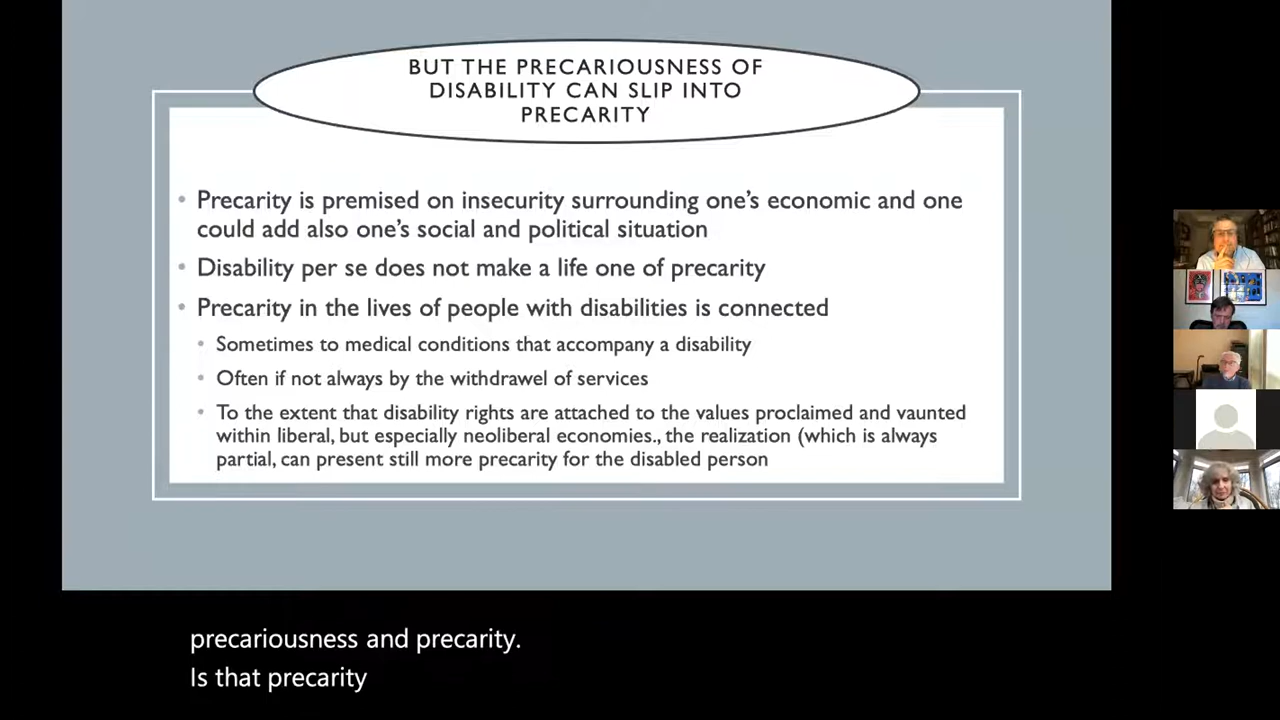 BUT THE PRECARIOUSNESS OF
DISABILITY CAN SLIP INTO
PRECARITY
• Precarity is premised on insecurity surrounding one’s economic and one
could add also one’s social and political situation
• Disability per se does not make a life one of precarity
• Precarity in the lives of people with disabilities is connected
• Sometimes to medical conditions that accompany a disability
• Often if not always by the withdrawel of services
• To the extent that disability rights are attached to the values proclaimed and vaunted
within liberal, but especially neoliberal economies., the realization (which is always
partial, can present still more precarity for the disabled person
precariousness and precarity.
Is that precarity